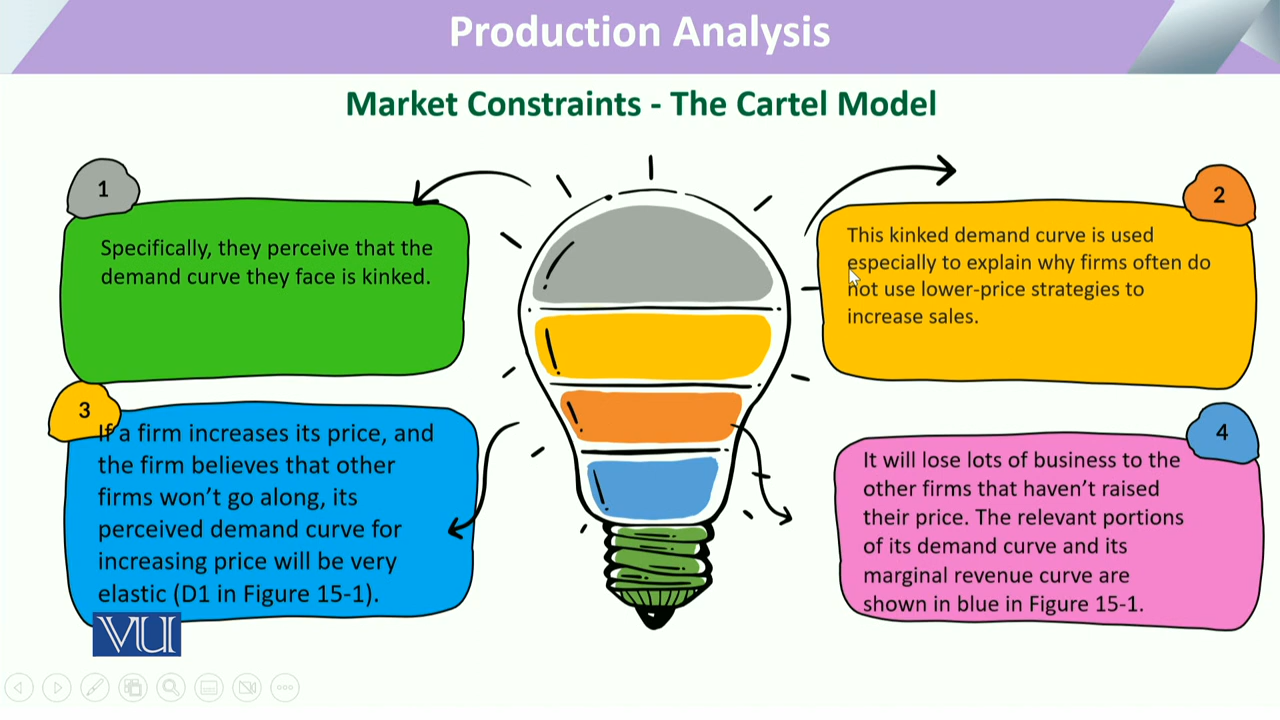 Production Analysis
Market Constraints - The Cartel Model
1
Specifically, they perceive that the
demand curve they face is kinked.
2
This kinked demand curve is used
especially to explain why firms often do
not use lower-price strategies to
increase sales.
3
If a firm increases its price, and
the firm believes that other
firms won’t go along, its
perceived demand curve for
increasing price will be very
elastic (D1 in Figure 15-1).
4
It will lose lots of business to the
other firms that haven’t raised
their price. The relevant portions
of its demand curve and its
marginal revenue curve are
shown in blue in Figure 15-1.
VU